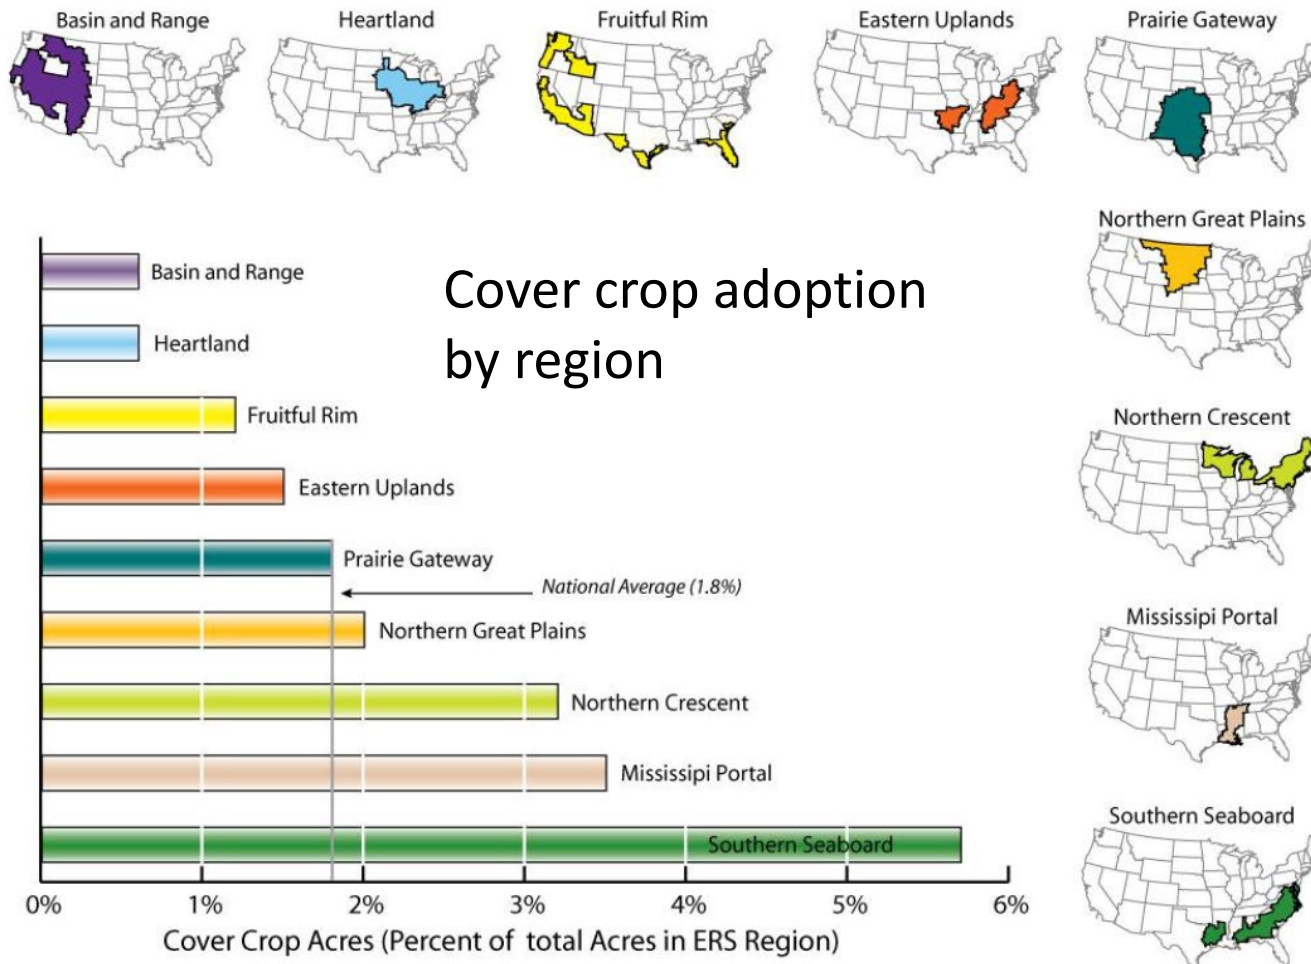 Basin and Range
Heartland
Fruitful Rim
Eastern Uplands
Prairie Gateway
Northern Great Plains
Northern Crescent
Mississipi Portal
Southern Seaboard
Cover crop adoption
by region
Basin and Range
Heartland
Fruitful Rim
Eastern Uplands
Prairie Gateway
National Average (1.8%)
Northern Great Plains
Northern Crescent
Mississipi Portal
Southern Seaboard
0% 1% 2% 3% 4% 5% 6%
Cover Crop Acres (Percent of total Acres in ERS Region)